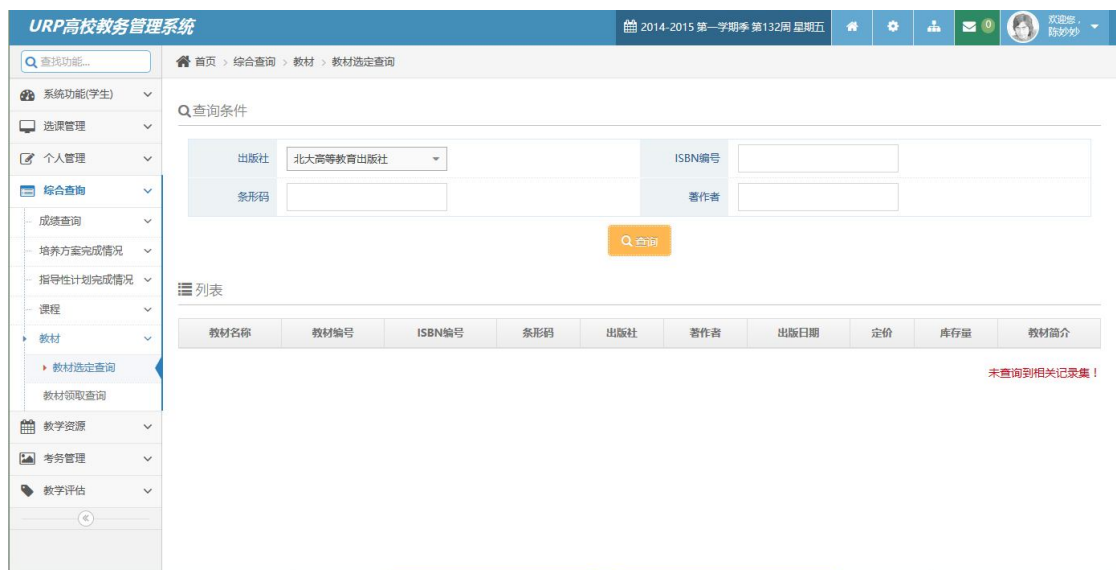 URP高校教务管理系统
2014-2015 第一学期季 第132周 星期五
0
欢迎您,
陈妙妙
查找功能...
首页 > 综合查询 > 教材 > 教材选定查询
系统功能(学生)
选课管理
个人管理
综合查询
成绩查询
培养方案完成情况
指导性计划完成情况
课程
教材
教材选定查询
教材领取查询
教学资源
考务管理
教学评估
查询条件
出版社 北大高等教育出版社 ISBN编号
条形码 著作者
查询
列表
教材名称 教材编号 ISBN编号 条形码 出版社 著作者 出版日期 定价 库存量 教材简介
未查询到相关记录集！